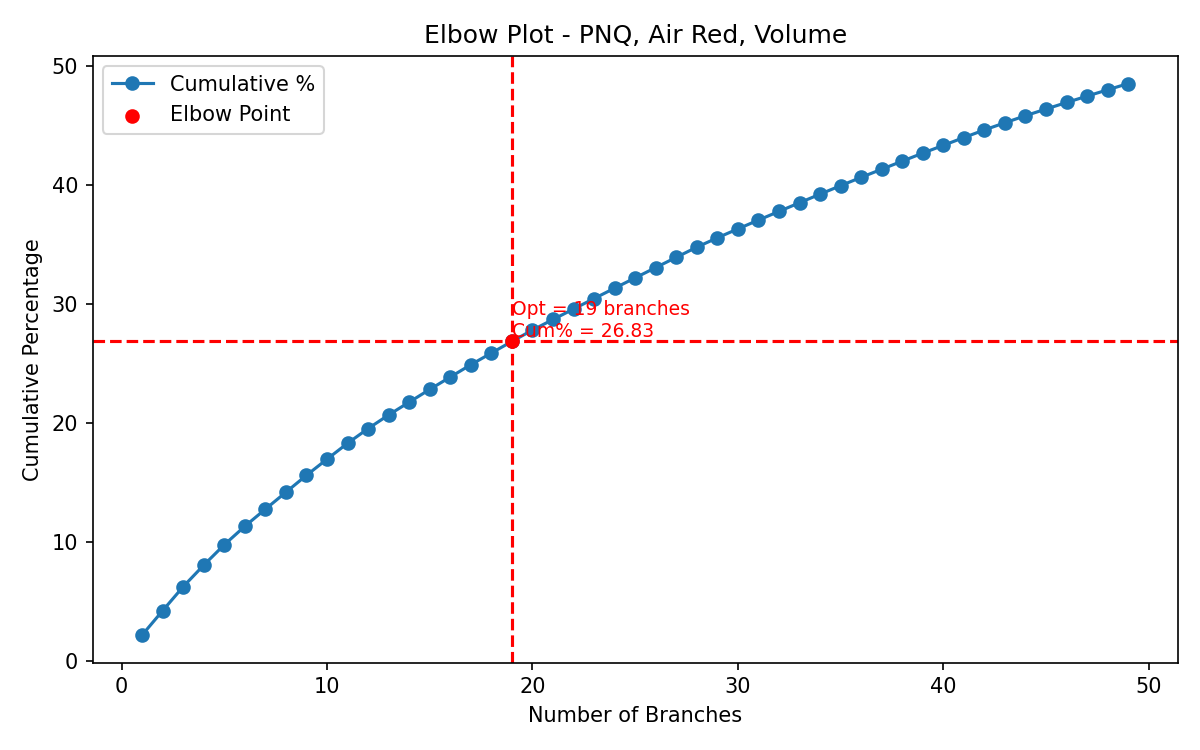 Elbow Plot - PNQ, Air Red, Volume
Cumulative %
Elbow Point
Opt = 19 branches
Cum% = 26.83
Cumulative Percentage
50
40
30
20
10
0
0 10 20 30 40 50
Number of Branches